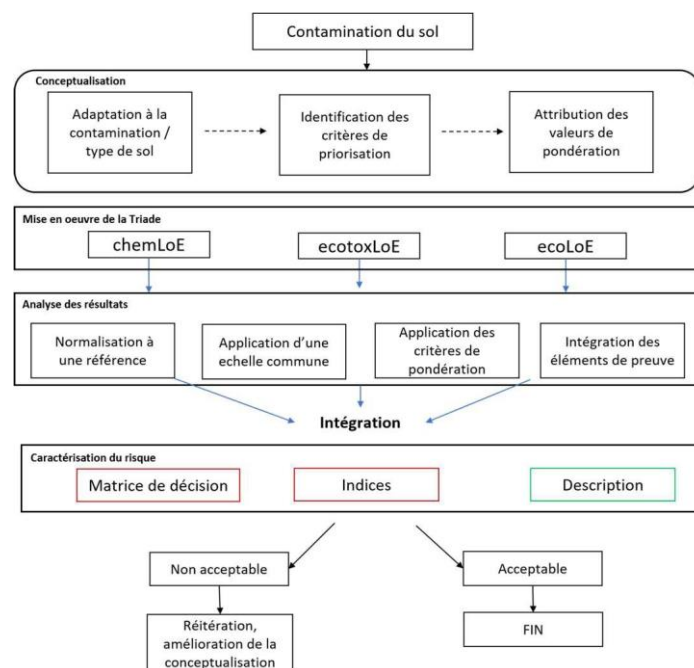 Contamination du sol
Conceptualisation
Adaptation à la
contamination /
type de sol
Identification des
critères de
priorisation
Attribution des
valeurs de
pondération
Mise en oeuvre de la Triade
chemLoE
ecotoxLoE
ecoLoE
Analyse des résultats
Normalisation à
une référence
Application d'une
echelle commune
Application des
critères de
pondération
Intégration des
éléments de preuve
Intégration
Caractérisation du risque
Matrice de décision
Indices
Description
Non acceptable
Acceptable
Réitération,
amélioration de la
conceptualisation
FIN